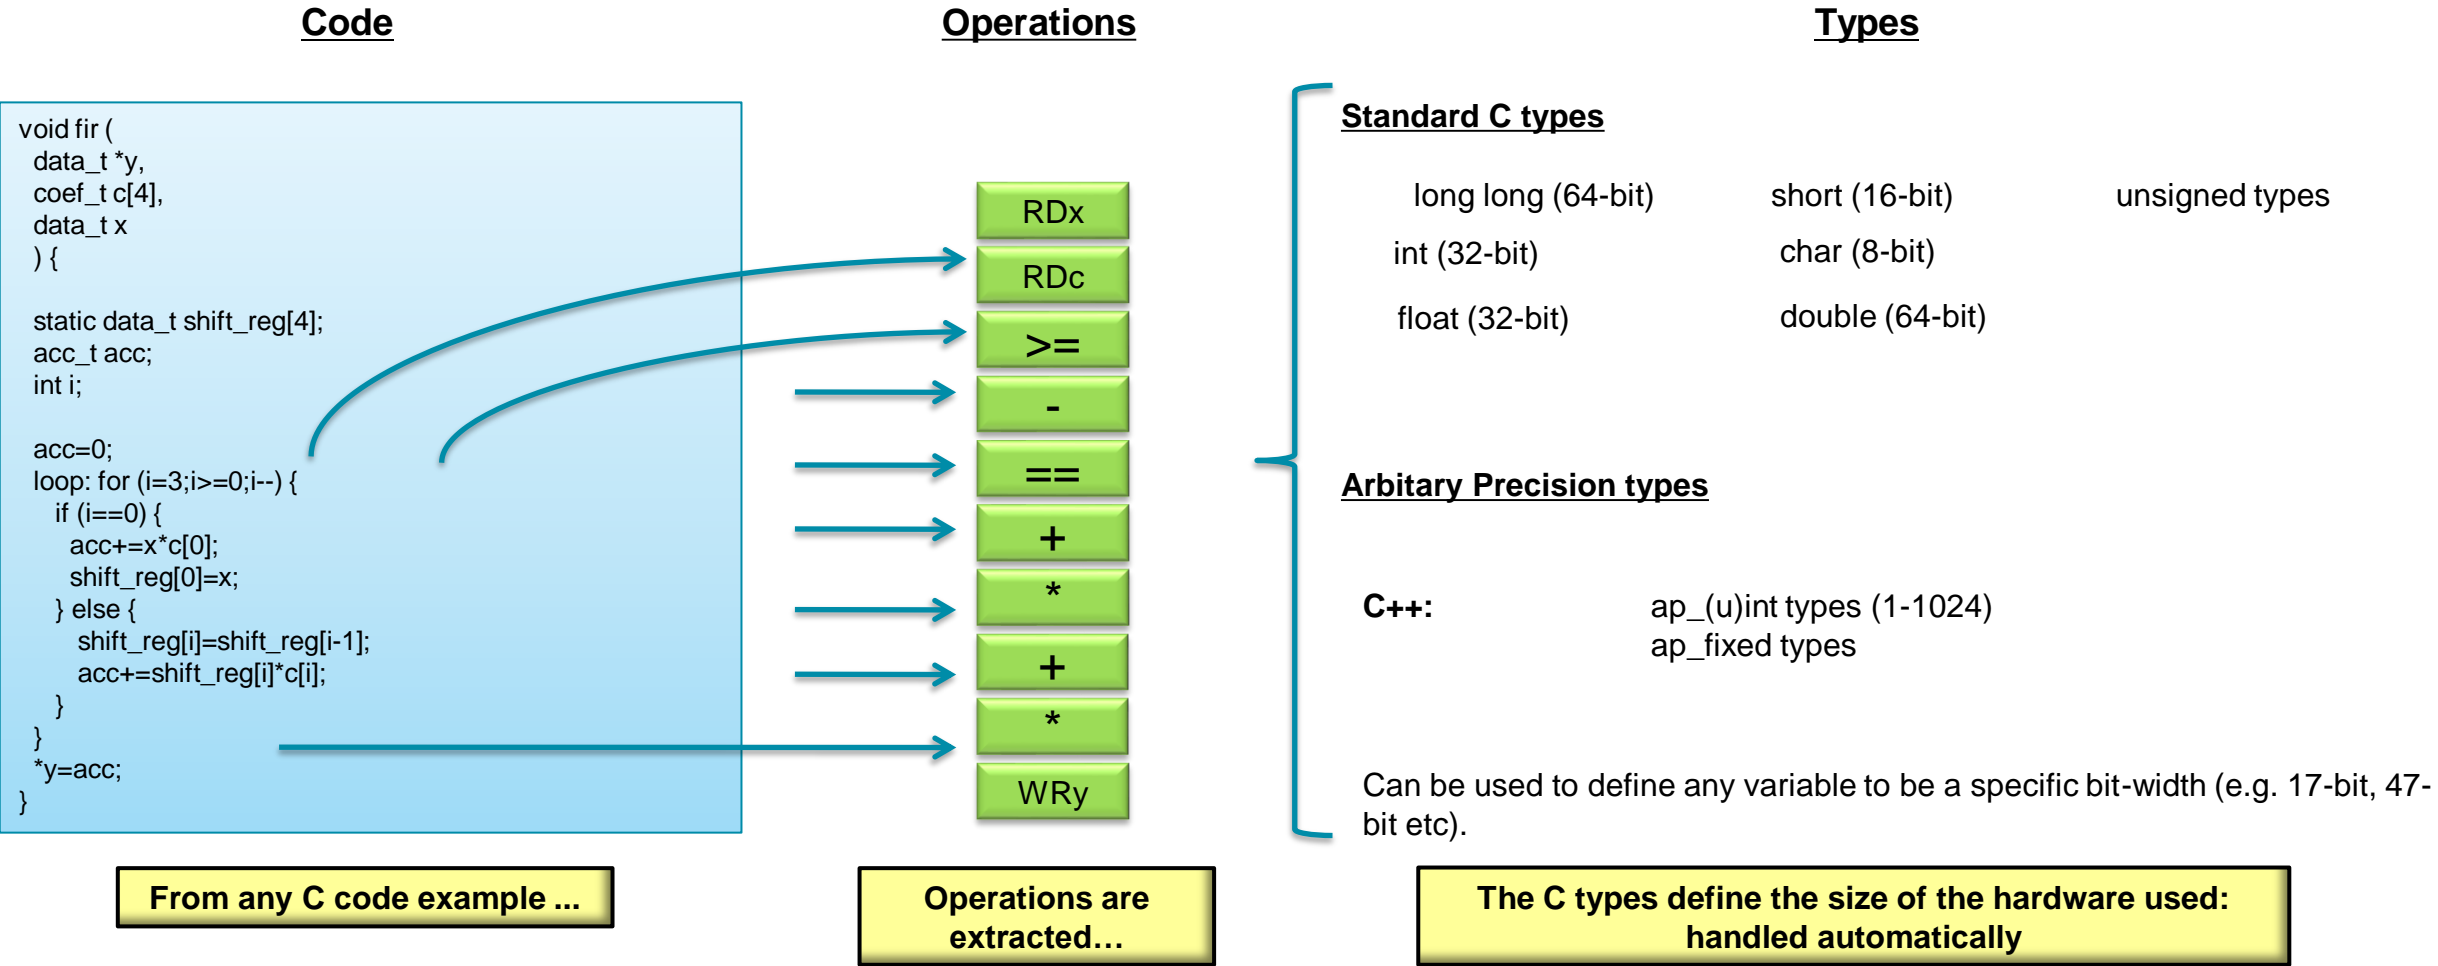 Code
Operations
Types
void fir (
data_t *y,
coef_t c[4],
data_t x
) {
static data_t shift_reg[4];
acc_t acc;
int i;
acc=0;
loop: for (i=3;i>=0;i--) {
if (i==0) {
acc+=x*c[0];
shift_reg[0]=x;
} else {
shift_reg[i]=shift_reg[i-1];
acc+=shift_reg[i]*c[i];
}
}
*y=acc;
}
From any C code example ...
RDx
RDc
>=
-
==
+
*
+
*
WRy
Operations are
extracted…
Standard C types
long long (64-bit) short (16-bit) unsigned types
int (32-bit) char (8-bit)
float (32-bit) double (64-bit)
Arbitary Precision types
C++: ap_(u)int types (1-1024)
ap_fixed types
Can be used to define any variable to be a specific bit-width (e.g. 17-bit, 47-
bit etc).
The C types define the size of the hardware used:
handled automatically